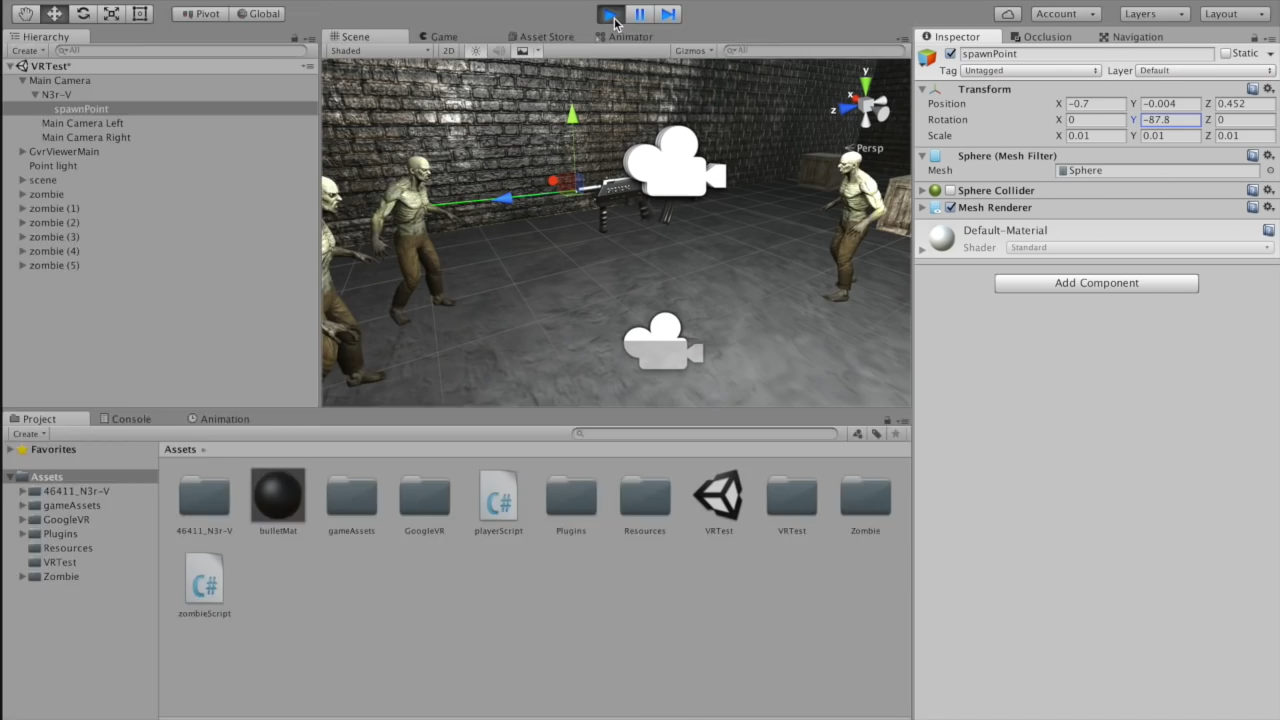 Pivot Global Account Layers Layout
Hierarchy
Create All
VRTest*
Main Camera
N3r-V
spawnPoint
Main Camera Left
Main Camera Right
GvrViewerMain
Point light
scene
zombie
zombie (1)
zombie (2)
zombie (3)
zombie (4)
zombie (5)
Scene Game Asset Store Animator
Shaded 2D Gizmos All
y
x
z
Persp
Inspector Occlusion Navigation
spawnPoint Static
Tag Untagged Layer Default
Transform
Position X -0.7 Y -0.004 Z 0.452
Rotation X 0 Y -87.8 Z 0
Scale X 0.01 Y 0.01 Z 0.01
Sphere (Mesh Filter)
Mesh Sphere
Sphere Collider
Mesh Renderer
Default-Material
Shader Standard
Add Component
Project Console Animation
Create
Favorites
Assets
46411_N3r-V
gameAssets
GoogleVR
Plugins
Resources
VRTest
Zombie
Assets
46411_N3r-V bulletMat gameAssets GoogleVR playerScript Plugins Resources VRTest VRTest Zombie
C#
C#
zombieScript